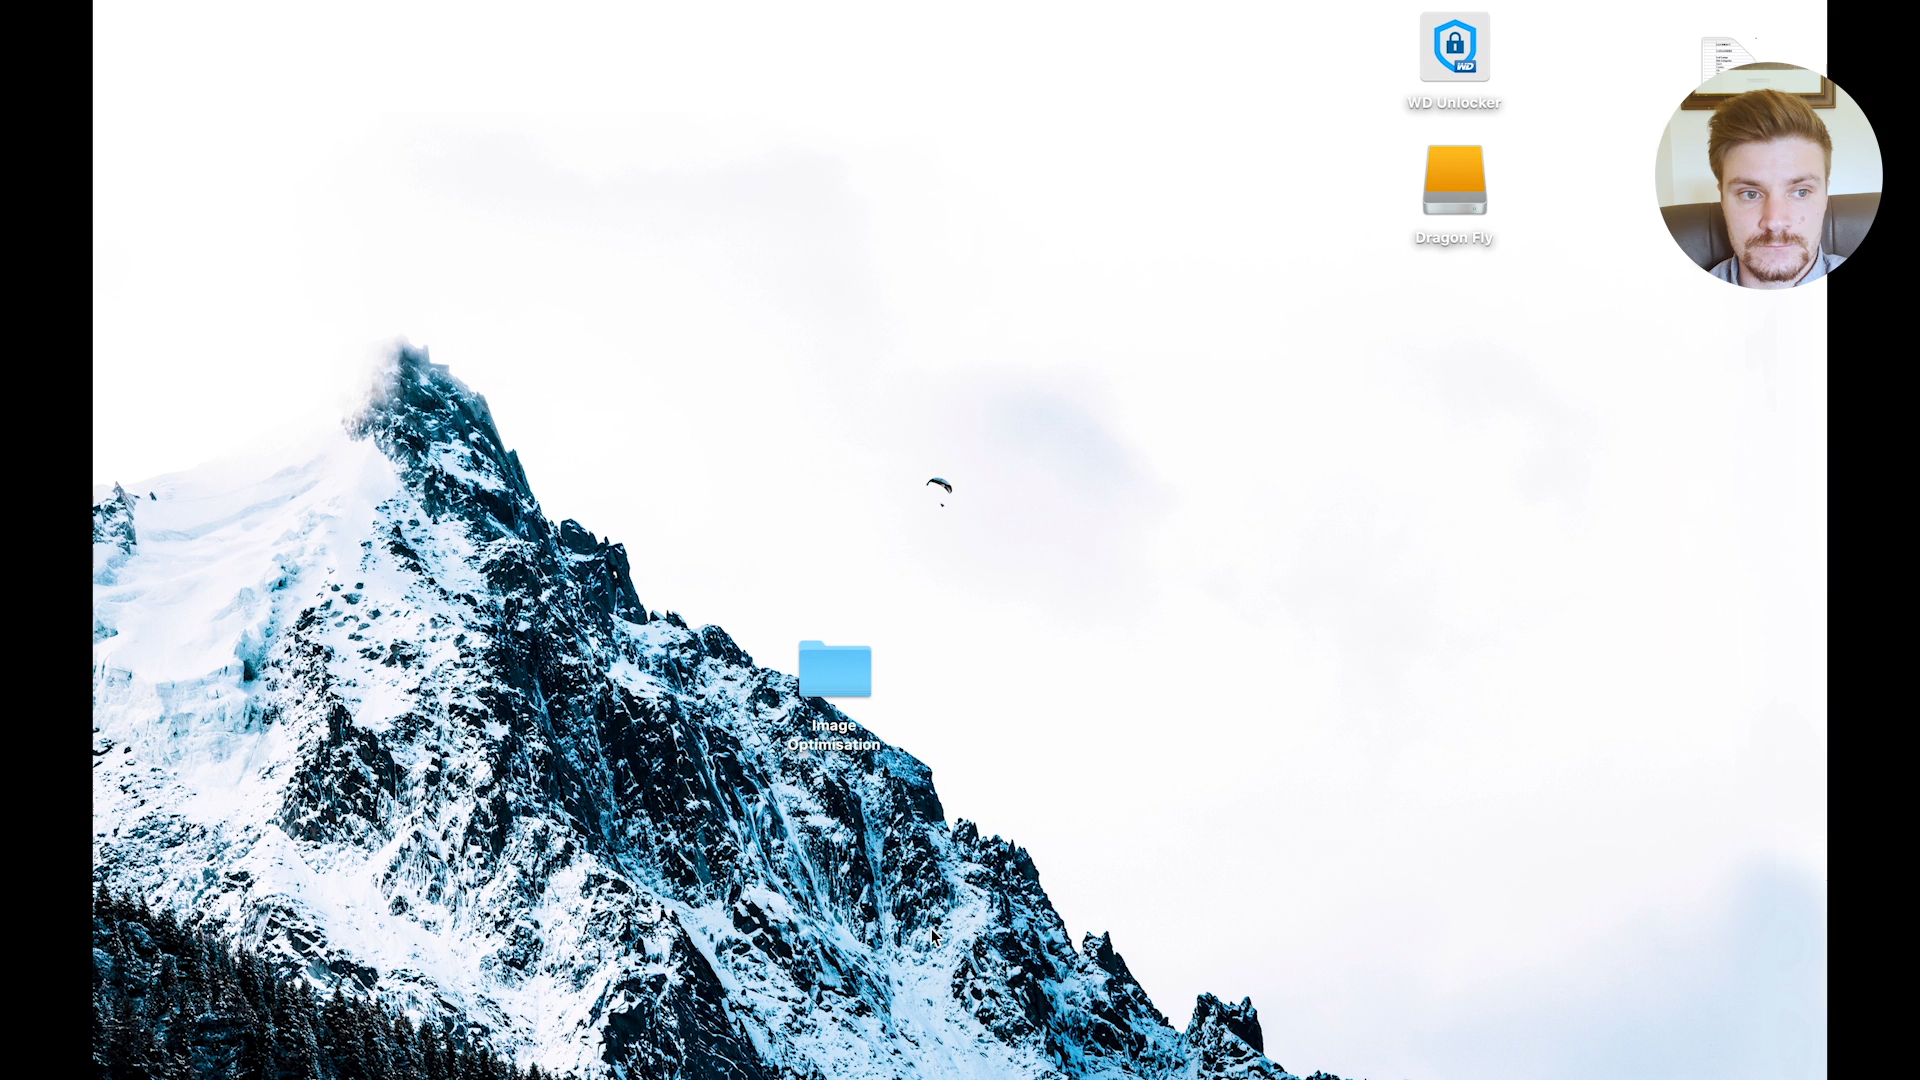 WD
WD Unlocker
Dragon Fly
Image
Optimisation